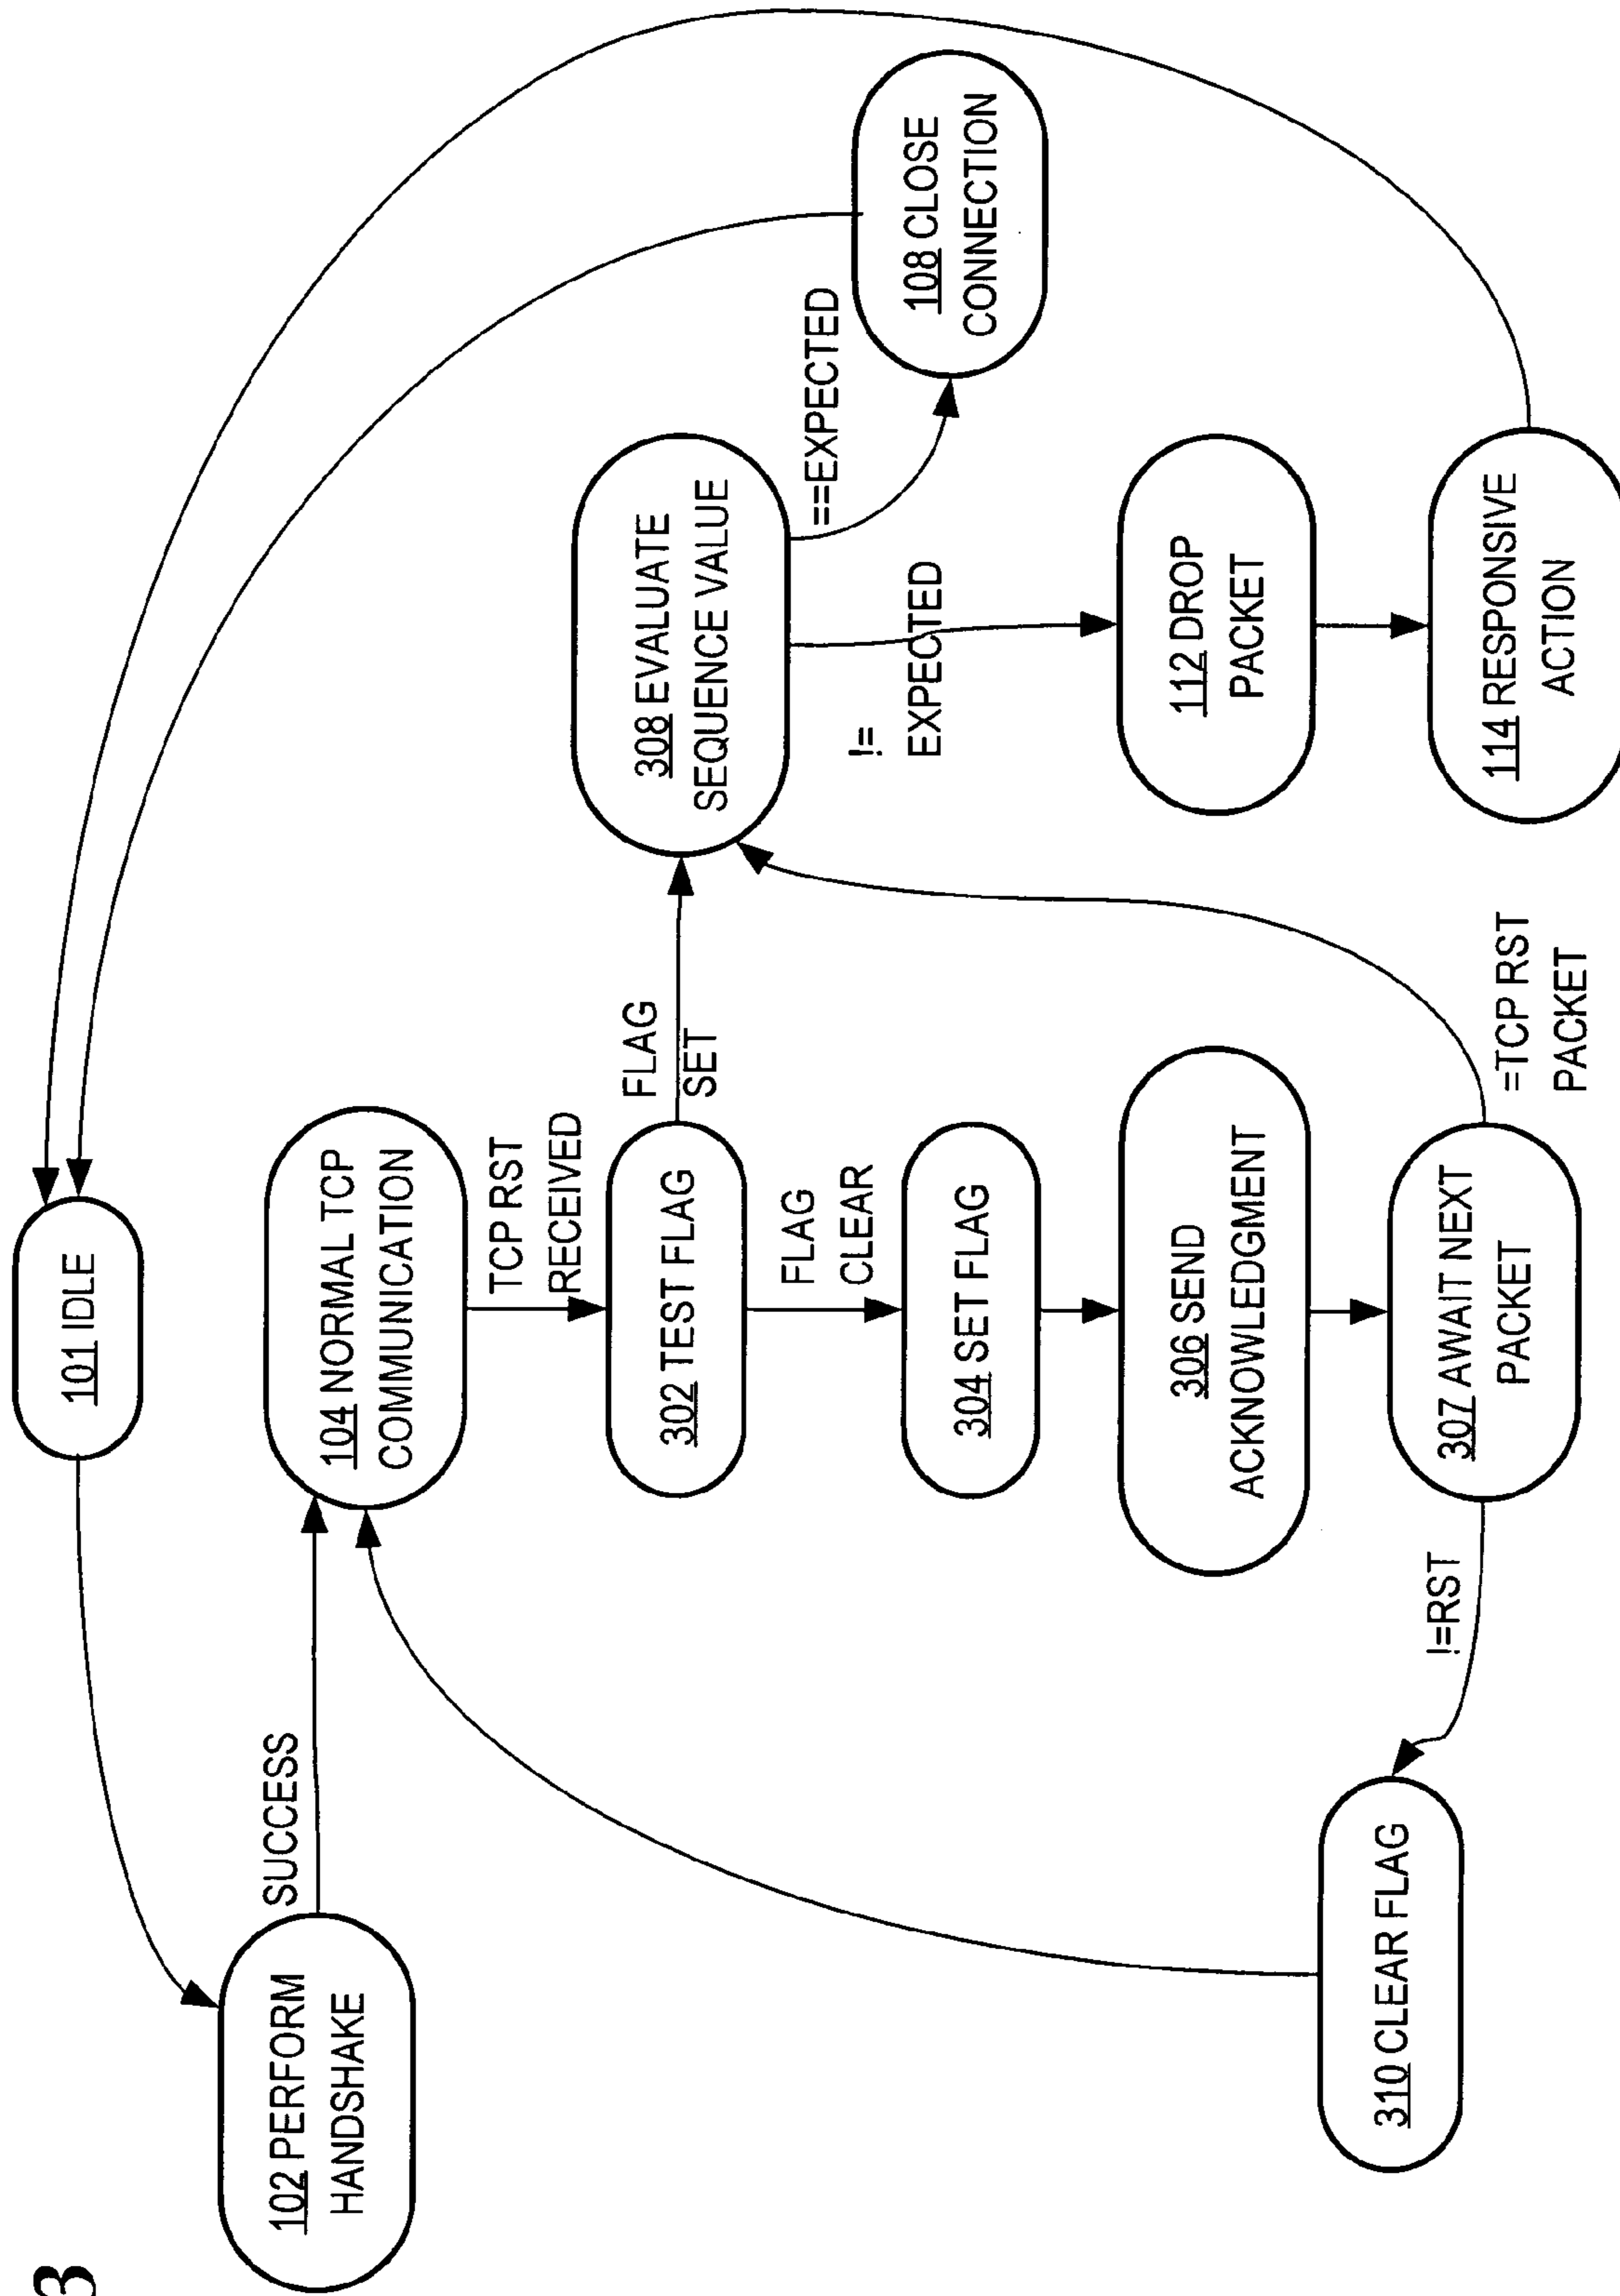 3
101 IDLE
102 PERFORM
HANDSHAKE
SUCCESS
104 NORMAL TCP
COMMUNICATION
TCP RST
RECEIVED
302 TEST FLAG
FLAG
SET
FLAG
CLEAR
304 SET FLAG
306 SEND
ACKNOWLEDGMENT
307 AWAIT NEXT
PACKET
!=RST
310 CLEAR FLAG
=TCP RST
PACKET
308 EVALUATE
SEQUENCE VALUE
==EXPECTED
108 CLOSE
CONNECTION
!=
EXPECTED
112 DROP
PACKET
114 RESPONSIVE
ACTION